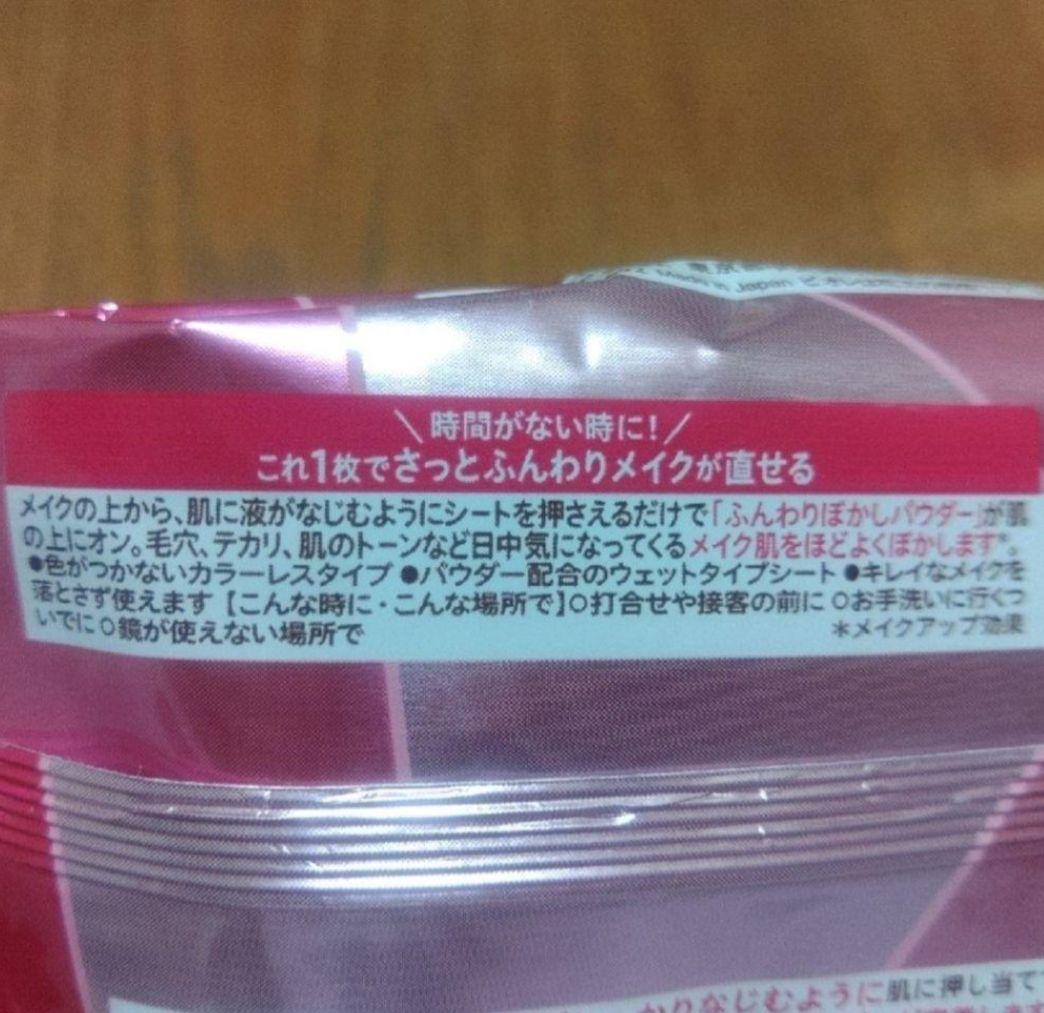 Made in Japan
＼時間がない時に!／
これ1枚でさっとふんわりメイクが直せる
メイクの上から、肌に液がなじむようにシートを押さえるだけで「ふんわりぼかしパウダー」が肌
の上にオン。毛穴、テカリ、肌のトーンなど日中気になってくるメイク肌をほどよくぼかします*。
●色がつかないカラーレスタイプ ●パウダー配合のウェットタイプシート ●キレイなメイクを
落とさず使えます 【こんな時に・こんな場所で】○打合せや接客の前に ○お手洗いに行くつ
いでに ○鏡が使えない場所で
＊メイクアップ効果
りなじむように肌に押し当て